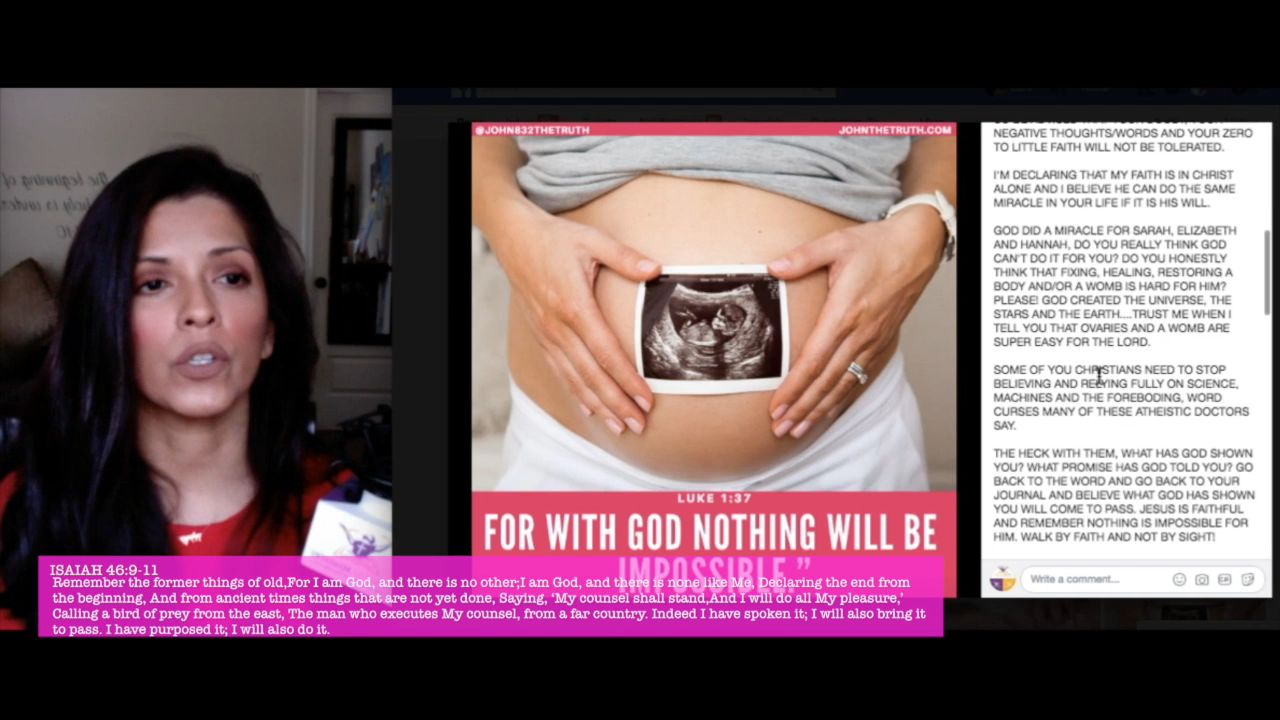 @JOHN832THETRUTH
JOHNTHETRUTH.COM
LUKE 1:37
FOR WITH GOD NOTHING WILL BE
IMPOSSIBLE."
NEGATIVE THOUGHTS/WORDS AND YOUR ZERO
TO LITTLE FAITH WILL NOT BE TOLERATED.
I'M DECLARING THAT MY FAITH IS IN CHRIST
ALONE AND I BELIEVE HE CAN DO THE SAME
MIRACLE IN YOUR LIFE IF IT IS HIS WILL.
GOD DID A MIRACLE FOR SARAH, ELIZABETH
AND HANNAH, DO YOU REALLY THINK GOD
CAN'T DO IT FOR YOU? DO YOU HONESTLY
THINK THAT FIXING, HEALING, RESTORING A
BODY AND/OR A WOMB IS HARD FOR HIM?
PLEASE! GOD CREATED THE UNIVERSE, THE
STARS AND THE EARTH....TRUST ME WHEN I
TELL YOU THAT OVARIES AND A WOMB ARE
SUPER EASY FOR THE LORD.
SOME OF YOU CHRISTIANS NEED TO STOP
BELIEVING AND RELYING FULLY ON SCIENCE,
MACHINES AND THE FOREBODING, WORD
CURSES MANY OF THESE ATHEISTIC DOCTORS
SAY.
THE HECK WITH THEM, WHAT HAS GOD SHOWN
YOU? WHAT PROMISE HAS GOD TOLD YOU? GO
BACK TO THE WORD AND GO BACK TO YOUR
JOURNAL AND BELIEVE WHAT GOD HAS SHOWN
YOU WILL COME TO PASS. JESUS IS FAITHFUL
AND REMEMBER NOTHING IS IMPOSSIBLE FOR
HIM. WALK BY FAITH AND NOT BY SIGHT!
Write a comment...
ISAIAH 46:9-11
Remember the former things of old,For I am God, and there is no other;I am God, and there is none like Me, Declaring the end from
the beginning, And from ancient times things that are not yet done, Saying, ‘My counsel shall stand,And I will do all My pleasure,’
Calling a bird of prey from the east, The man who executes My counsel, from a far country. Indeed I have spoken it; I will also bring it
to pass. I have purposed it; I will also do it.